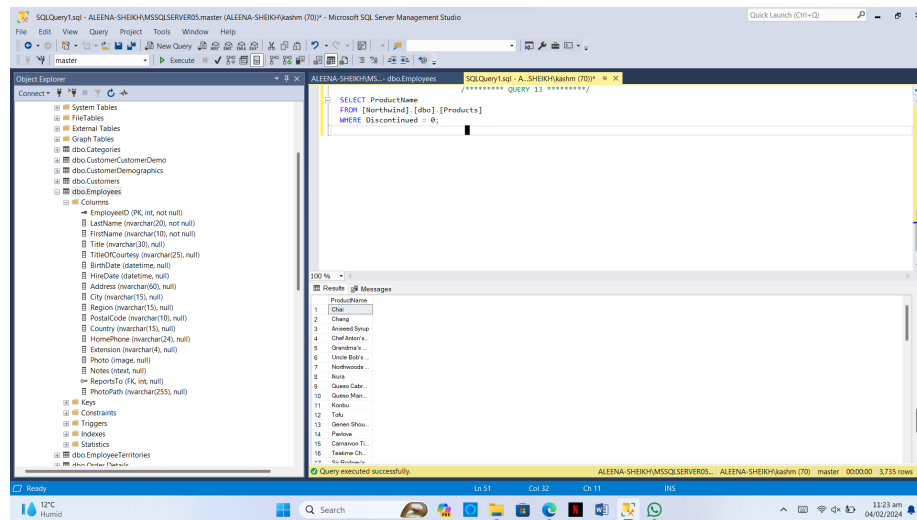 SQLQuery1.sql - ALEENA-SHEIKH\MSSQLSERVER05.master (ALEENA-SHEIKH\kashm (70))* - Microsoft SQL Server Management Studio
Quick Launch (Ctrl+Q)
File Edit View Query Project Tools Window Help
New Query
master
Execute
Object Explorer
ALEENA-SHEIKH\MS...- dbo.Employees
SQLQuery1.sql - A...SHEIKH\kashm (70))*
Connect
/********* QUERY 13 *********/
SELECT ProductName
FROM [Northwind].[dbo].[Products]
WHERE Discontinued = 0;
System Tables
FileTables
External Tables
Graph Tables
dbo.Categories
dbo.CustomerCustomerDemo
dbo.CustomerDemographics
dbo.Customers
dbo.Employees
Columns
EmployeeID (PK, int, not null)
LastName (nvarchar(20), not null)
FirstName (nvarchar(10), not null)
Title (nvarchar(30), null)
TitleOfCourtesy (nvarchar(25), null)
BirthDate (datetime, null)
HireDate (datetime, null)
Address (nvarchar(60), null)
City (nvarchar(15), null)
Region (nvarchar(15), null)
PostalCode (nvarchar(10), null)
Country (nvarchar(15), null)
HomePhone (nvarchar(24), null)
Extension (nvarchar(4), null)
Photo (image, null)
Notes (ntext, null)
ReportsTo (FK, int, null)
PhotoPath (nvarchar(255), null)
Keys
Constraints
Triggers
Indexes
Statistics
dbo.EmployeeTerritories
dbo.Order Details
100 %
Results Messages
ProductName
1 Chai
2 Chang
3 Aniseed Syrup
4 Chef Anton's...
5 Grandma's ...
6 Uncle Bob's ...
7 Northwoods ...
8 Ikura
9 Queso Cabr...
10 Queso Man...
11 Konbu
12 Tofu
13 Genen Shou...
14 Pavlova
15 Carnarvon Ti...
16 Teatime Ch...
17 Sir Rodney's
Query executed successfully.
ALEENA-SHEIKH\MSSQLSERVER05... ALEENA-SHEIKH\kashm (70) master 00:00:00 3,735 rows
Ready
Ln 51 Col 32 Ch 11 INS
12°C
Humid
Search
11:23 am
04/02/2024